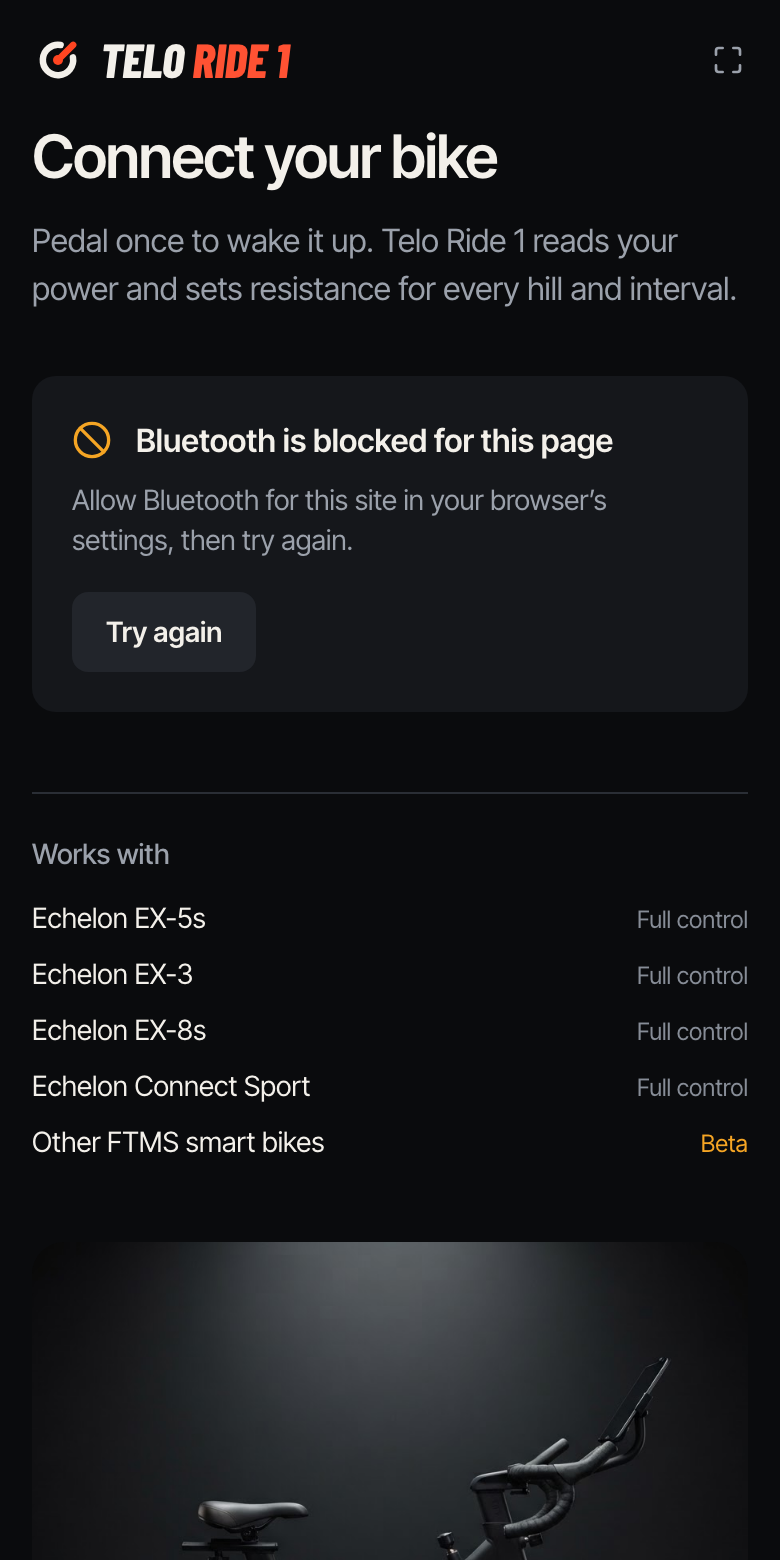 TELO RIDE 1
Connect your bike
Pedal once to wake it up. Telo Ride 1 reads your
power and sets resistance for every hill and interval.
Bluetooth is blocked for this page
Allow Bluetooth for this site in your browser’s
settings, then try again.
Try again
Works with
Echelon EX-5s Full control
Echelon EX-3 Full control
Echelon EX-8s Full control
Echelon Connect Sport Full control
Other FTMS smart bikes Beta